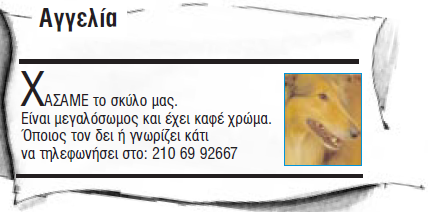 Αγγελία
ΧΑΣΑΜΕ το σκύλο μας.
Είναι μεγαλόσωμος και έχει καφέ χρώμα.
Όποιος τον δει ή γνωρίζει κάτι
να τηλεφωνήσει στο: 210 69 92667